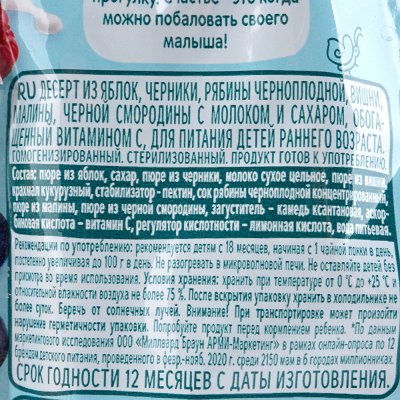 прогулку. Счастье – это когда
можно побаловать своего
малыша!
RU ДЕСЕРТ ИЗ ЯБЛОК, ЧЕРНИКИ, РЯБИНЫ ЧЕРНОПЛОДНОЙ, ВИШНИ,
МАЛИНЫ, ЧЕРНОЙ СМОРОДИНЫ С МОЛОКОМ, И САХАРОМ, ОБОГА-
ЩЕННЫЙ ВИТАМИНОМ С, ДЛЯ ПИТАНИЯ ДЕТЕЙ РАННЕГО ВОЗРАСТА.
ГОМОГЕНИЗИРОВАННЫЙ. СТЕРИЛИЗОВАННЫЙ. ПРОДУКТ ГОТОВ К УПОТРЕБЛЕНИЮ.
Состав: пюре из яблок, сахар, пюре из черники, молоко сухое цельное, пюре из вишни,
крахмал кукурузный, стабилизатор - пектин, сок рябины черноплодной концентрированный,
пюре из малины, пюре из черной смородины, загуститель – камедь ксантановая, аскор-
биновая кислота – витамин С, регулятор кислотности – лимонная кислота, вода питьевая.
Рекомендации по употреблению: рекомендуется детям с 18 месяцев, начиная с 1 чайной ложки в день,
постепенно увеличивая до 100 г в день. Не разогревать в микроволновой печи. Не оставляйте детей без
присмотра во время использования. Условия хранения: хранить при температуре от 0 °С до +25 °С и
относительной влажности воздуха не более 75 %. После вскрытия упаковку хранить в холодильнике не
более суток. Беречь от солнечных лучей. Внимание! При транспортировке может произойти
нарушение герметичности упаковки. Попробуйте продукт перед кормлением ребенка. *По данным
маркетингового исследования ООО «Миллвард Браун АРМИ-Маркетинг» в рамках онлайн-опроса по 12
брендам детского питания, проведенного в февр.-нояб. 2020 г. среди 2150 мам в 6 городах миллионниках.
СРОК ГОДНОСТИ 12 МЕСЯЦЕВ С ДАТЫ ИЗГОТОВЛЕНИЯ.